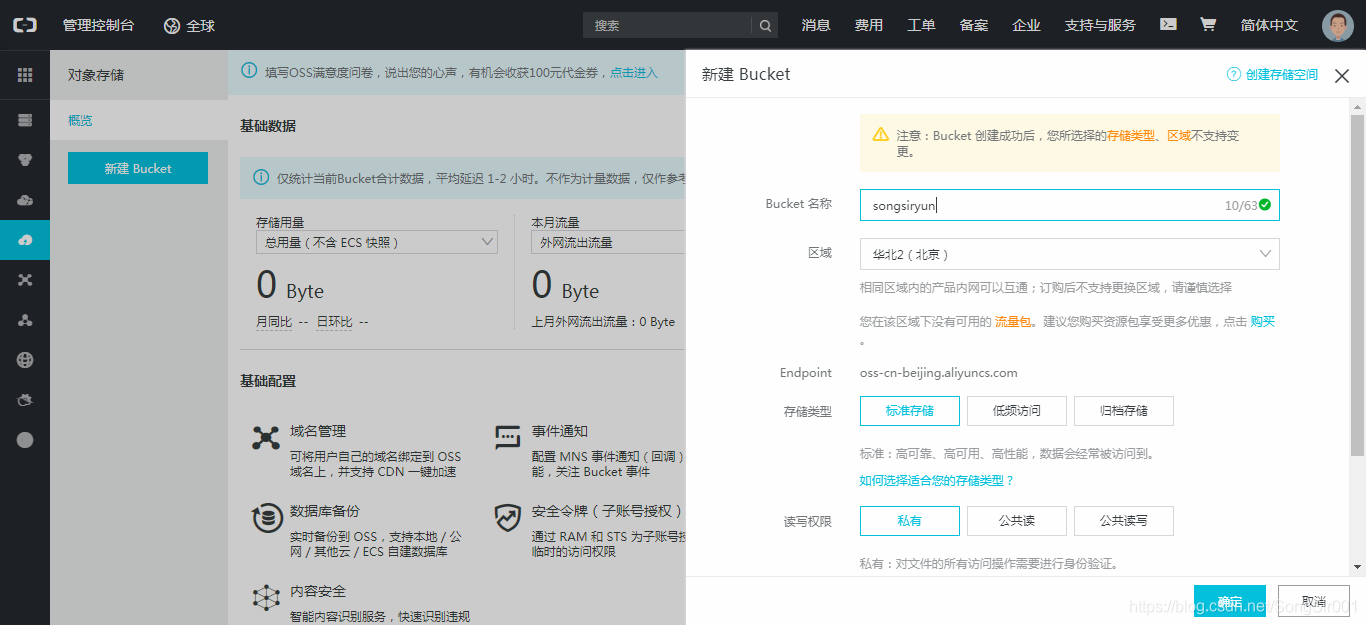 管理控制台 全球 搜索 消息 费用 工单 备案 企业 支持与服务 简体中文
对象存储
概览
新建 Bucket
填写OSS满意度问卷，说出您的心声，有机会收获100元代金券，点击进入
基础数据
仅统计当前Bucket合计数据，平均延迟 1-2 小时。不作为计量数据，仅作参考
存储用量
总用量（不含 ECS 快照）
0 Byte
月同比 -- 日环比 --
本月流量
外网流出流量
0 Byte
上月外网流出流量：0 Byte
基础配置
域名管理
可将用户自己的域名绑定到 OSS
域名上，并支持 CDN 一键加速
事件通知
配置 MNS 事件通知（回调）
能，关注 Bucket 事件
数据库备份
实时备份到 OSS，支持本地 / 公
网 / 其他云 / ECS 自建数据库
安全令牌（子账号授权）
通过 RAM 和 STS 为子账号授
临时的访问权限
内容安全
智能内容识别服务，快速识别违规
新建 Bucket
创建存储空间
注意：Bucket 创建成功后，您所选择的存储类型、区域不支持变
更。
Bucket 名称 songsiryun 10/63
区域 华北2（北京）
相同区域内的产品内网可以互通；订购后不支持更换区域，请谨慎选择
您在该区域下没有可用的 流量包。建议您购买资源包享受更多优惠，点击 购买
。
Endpoint oss-cn-beijing.aliyuncs.com
存储类型 标准存储 低频访问 归档存储
标准：高可靠、高可用、高性能，数据会经常被访问到。
如何选择适合您的存储类型？
读写权限 私有 公共读 公共读写
私有：对文件的所有访问操作需要进行身份验证。
确定 取消
https://blog.csdn.net/SongSir001